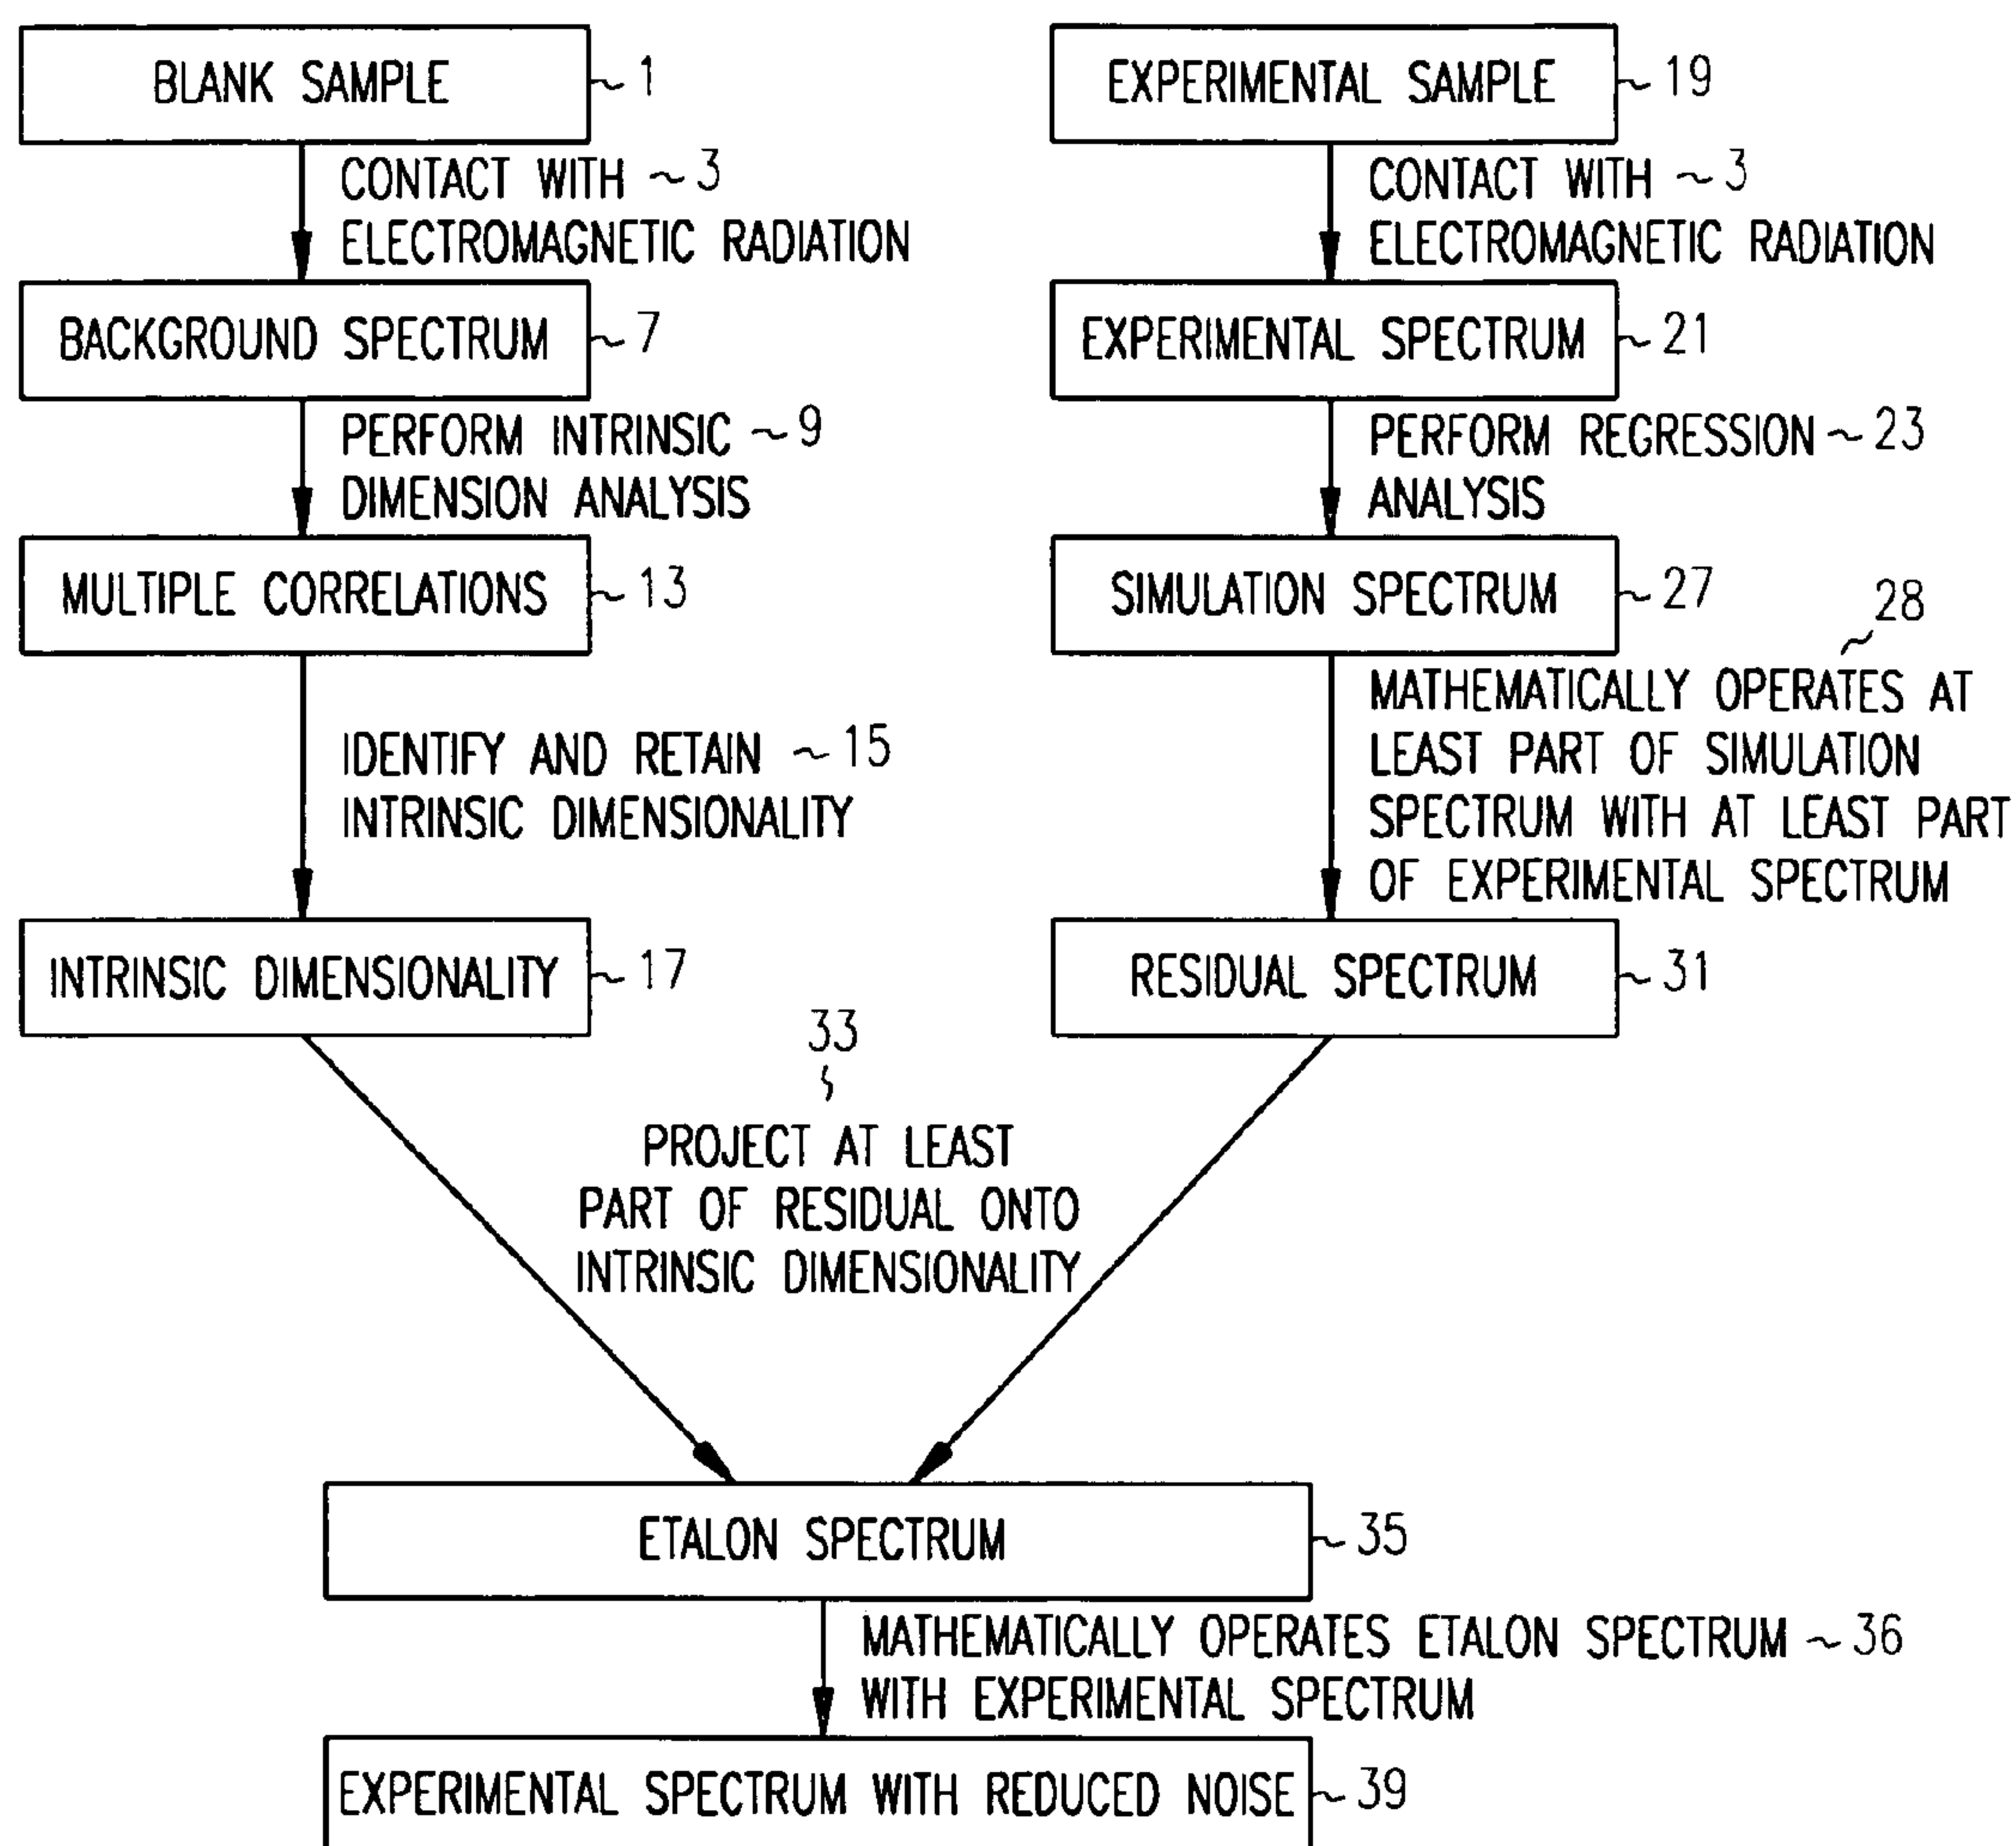 BLANK SAMPLE ~ 1
CONTACT WITH ~ 3
ELECTROMAGNETIC RADIATION
BACKGROUND SPECTRUM ~ 7
PERFORM INTRINSIC ~ 9
DIMENSION ANALYSIS
MULTIPLE CORRELATIONS ~ 13
IDENTIFY AND RETAIN ~ 15
INTRINSIC DIMENSIONALITY
INTRINSIC DIMENSIONALITY ~ 17
EXPERIMENTAL SAMPLE ~ 19
CONTACT WITH ~ 3
ELECTROMAGNETIC RADIATION
EXPERIMENTAL SPECTRUM ~ 21
PERFORM REGRESSION ~ 23
ANALYSIS
SIMULATION SPECTRUM ~ 27
28
MATHEMATICALLY OPERATES AT
LEAST PART OF SIMULATION
SPECTRUM WITH AT LEAST PART
OF EXPERIMENTAL SPECTRUM
RESIDUAL SPECTRUM ~ 31
33
PROJECT AT LEAST
PART OF RESIDUAL ONTO
INTRINSIC DIMENSIONALITY
ETALON SPECTRUM ~ 35
MATHEMATICALLY OPERATES ETALON SPECTRUM ~ 36
WITH EXPERIMENTAL SPECTRUM
EXPERIMENTAL SPECTRUM WITH REDUCED NOISE ~ 39